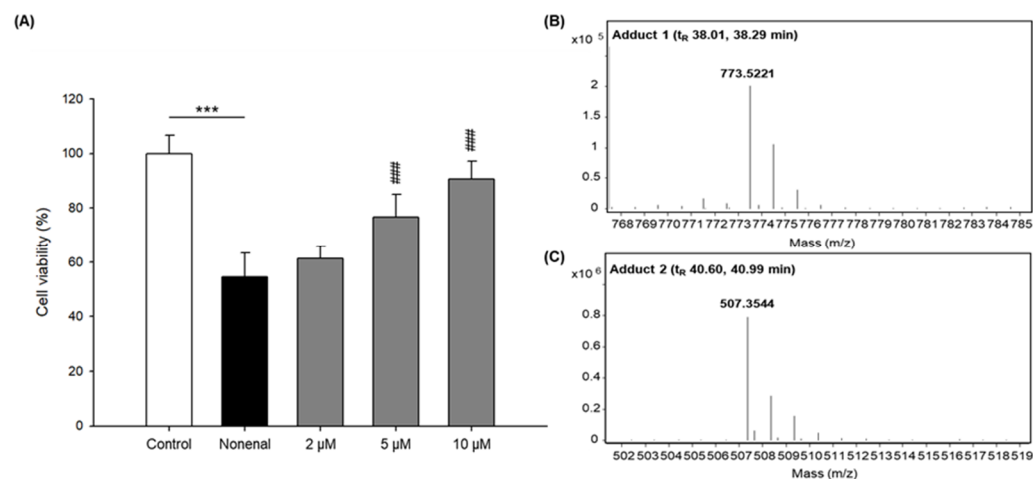 (A)
***
Cell viability (%)
120
100
80
60
40
20
0
###
###
Control Nonenal 2 µM 5 µM 10 µM
(B)
Adduct 1 (tR 38.01, 38.29 min)
x10 5
773.5221
2
1.5
1
0.5
0
768 769 770 771 772 773 774 775 776 777 778 779 780 781 782 783 784 785
Mass (m/z)
(C)
Adduct 2 (tR 40.60, 40.99 min)
x10 6
507.3544
0.8
0.6
0.4
0.2
0
502 503 504 505 506 507 508 509 510 511 512 513 514 515 516 517 518 519
Mass (m/z)